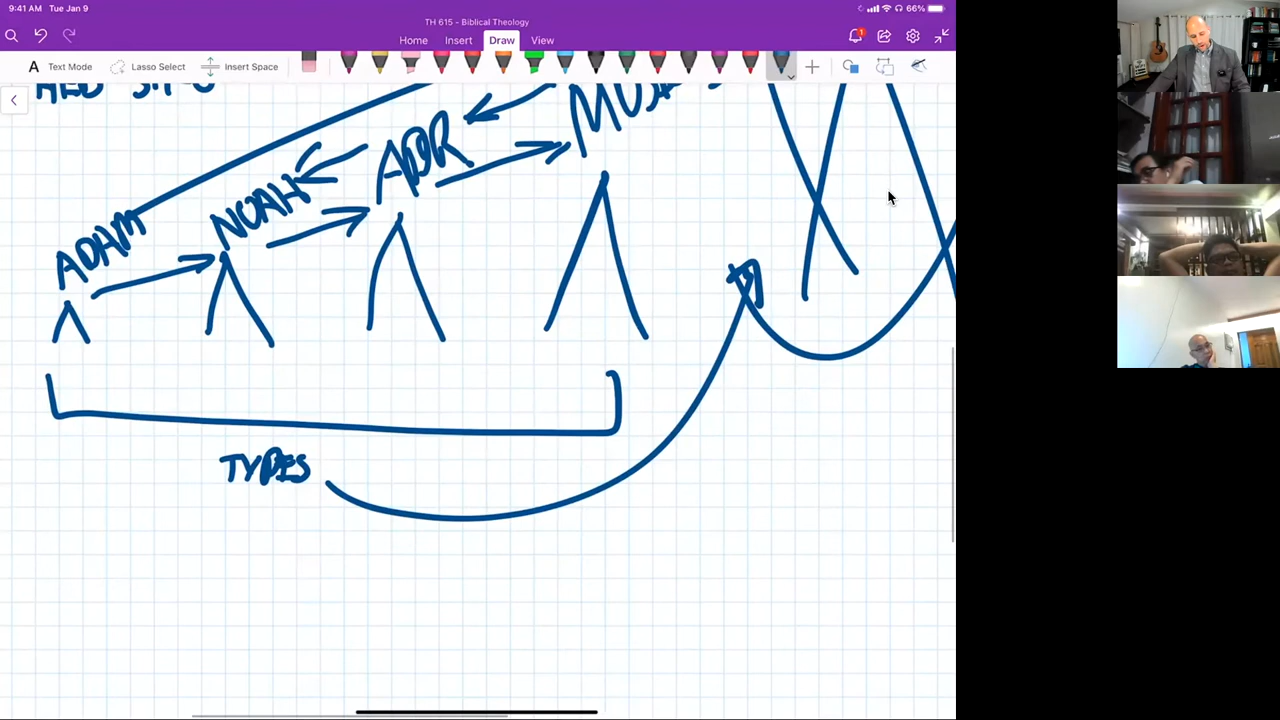 9:41 AM Tue Jan 9
66%
TH 615 - Biblical Theology
Home Insert Draw View
1
A Text Mode Lasso Select Insert Space
ADAM
NOAH
TYPES